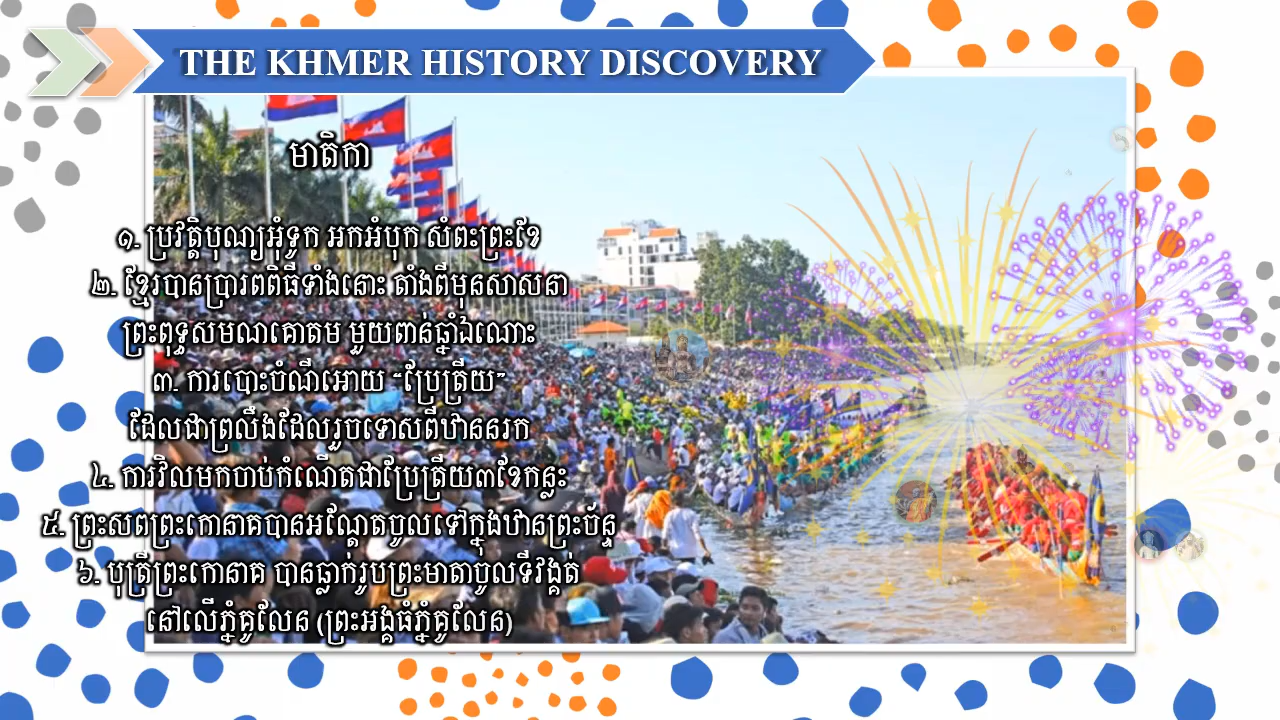 THE KHMER HISTORY DISCOVERY
មាតិកា
១. ប្រវត្តិបុណ្យអុំទូក អកអំបុក សំពះព្រះខែ
២. ខ្មែរបានប្រារពពិធីទាំងនោះ តាំងពីមុនសាសនា
ព្រះពុទ្ធសមណគោតម មួយពាន់ឆ្នាំឯណោះ
៣. ការបោះបំណីអោយ “ប្រែត្រីយ”
ដែលជាព្រលឹងដែលរួចទោសពីឋាននរក
៤. ការវិលមកចាប់កំណើតជាប្រែត្រីយ៣ខែកន្លះ
៥. ព្រះសពព្រះកោនាគបានអណ្ដែតចូលទៅក្នុងឋានព្រះច័ន្ទ
៦. បុត្រីព្រះកោនាគ បានធ្លាក់រូបព្រះមាតាចូលទីវង្គត់
នៅលើភ្នំគូលែន (ព្រះអង្គធំភ្នំគូលែន)